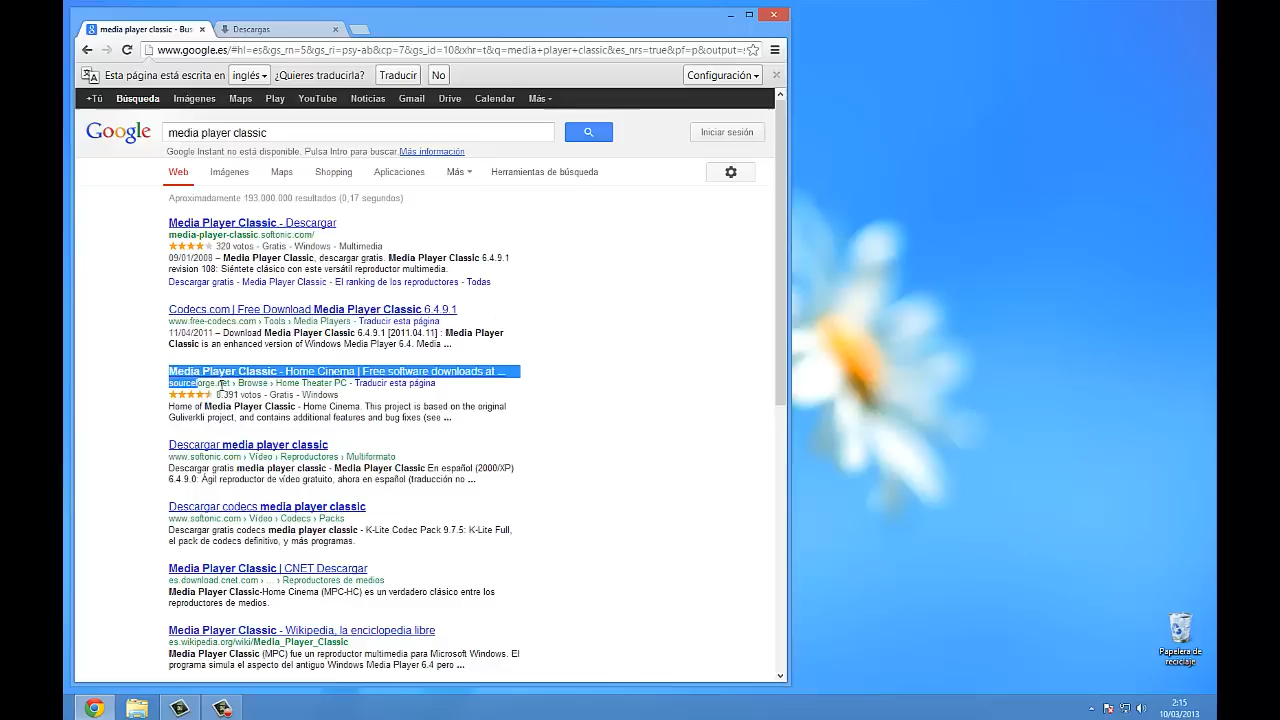 media player classic - Bus
Descargas
www.google.es/#hl=es&gs_rn=5&gs_ri=psy-ab&cp=7&gs_id=10&xhr=t&q=media+player+classic&es_nrs=true&pf=p&output=
Esta página está escrita en inglés ¿Quieres traducirla? Traducir No Configuración
+Tú Búsqueda Imágenes Maps Play YouTube Noticias Gmail Drive Calendar Más
Google media player classic Iniciar sesión
Google Instant no está disponible. Pulsa Intro para buscar. Más información
Web Imágenes Maps Shopping Aplicaciones Más Herramientas de búsqueda
Aproximadamente 193.000.000 resultados (0,17 segundos)
Media Player Classic - Descargar
media-player-classic.softonic.com/
320 votos - Gratis - Windows - Multimedia
09/01/2008 – Media Player Classic, descargar gratis. Media Player Classic 6.4.9.1
revision 108: Siéntete clásico con este versátil reproductor multimedia.
Descargar gratis - Media Player Classic - El ranking de los reproductores - Todas
Codecs.com | Free Download Media Player Classic 6.4.9.1
www.free-codecs.com › Tools › Media Players - Traducir esta página
11/04/2011 – Download Media Player Classic 6.4.9.1 [2011.04.11] : Media Player
Classic is an enhanced version of Windows Media Player 6.4. Media ...
Media Player Classic - Home Cinema | Free software downloads at ...
sourceforge.net › Browse › Home Theater PC - Traducir esta página
8.391 votos - Gratis - Windows
Home of Media Player Classic - Home Cinema. This project is based on the original
Guliverkli project, and contains additional features and bug fixes (see ...
Descargar media player classic
www.softonic.com › Vídeo › Reproductores › Multiformato
Descargar gratis media player classic - Media Player Classic En español (2000/XP)
6.4.9.0: Ágil reproductor de vídeo gratuito, ahora en español (traducción no ...
Descargar codecs media player classic
www.softonic.com › Vídeo › Codecs › Packs
Descargar gratis codecs media player classic - K-Lite Codec Pack 9.7.5: K-Lite Full,
el pack de codecs definitivo, y más programas.
Media Player Classic | CNET Descargar
es.download.cnet.com › ... › Reproductores de medios
Media Player Classic-Home Cinema (MPC-HC) es un verdadero clásico entre los
reproductores de medios.
Media Player Classic - Wikipedia, la enciclopedia libre
es.wikipedia.org/wiki/Media_Player_Classic
Media Player Classic (MPC) fue un reproductor multimedia para Microsoft Windows. El
programa simula el aspecto del antiguo Windows Media Player 6.4 pero ...
Papelera de
reciclaje
2:15
10/03/2013